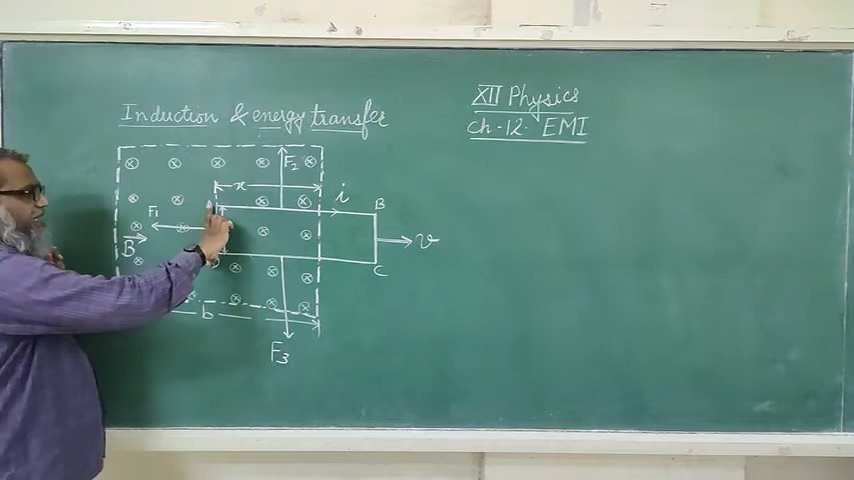 Induction & energy transfer
XII Physics
Ch-12. EMI
F₂
x
i
B
F₁
B
v
C
b
F₃